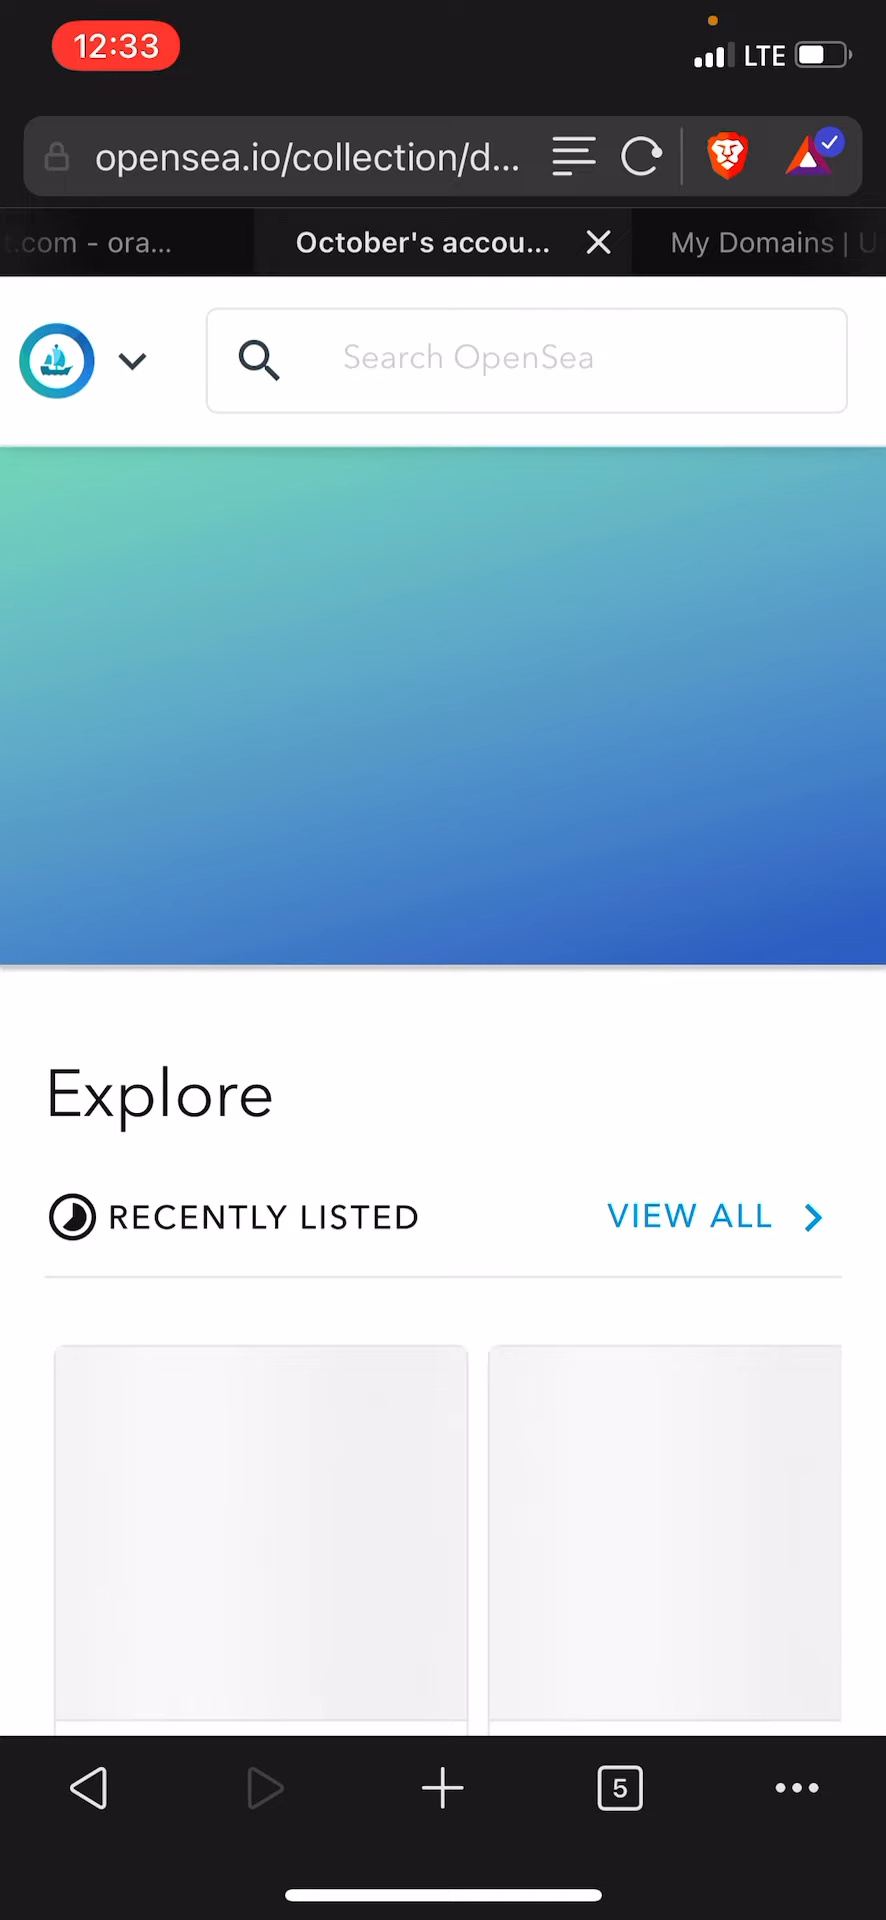 12:33
LTE
opensea.io/collection/d...
t.com - ora...
October's accou...
My Domains | U
Search OpenSea
Explore
RECENTLY LISTED
VIEW ALL
5